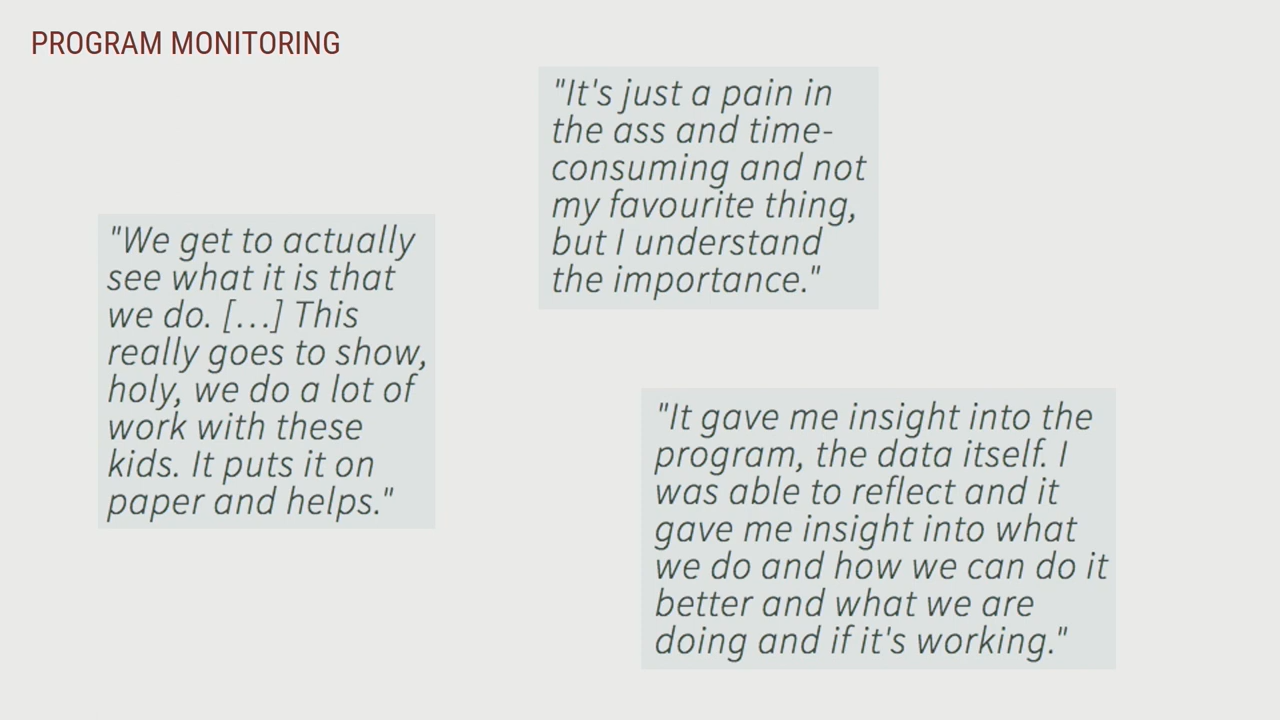 PROGRAM MONITORING
"It's just a pain in
the ass and time-
consuming and not
my favourite thing,
but I understand
the importance."
"We get to actually
see what it is that
we do. […] This
really goes to show,
holy, we do a lot of
work with these
kids. It puts it on
paper and helps."
"It gave me insight into the
program, the data itself. I
was able to reflect and it
gave me insight into what
we do and how we can do it
better and what we are
doing and if it's working."